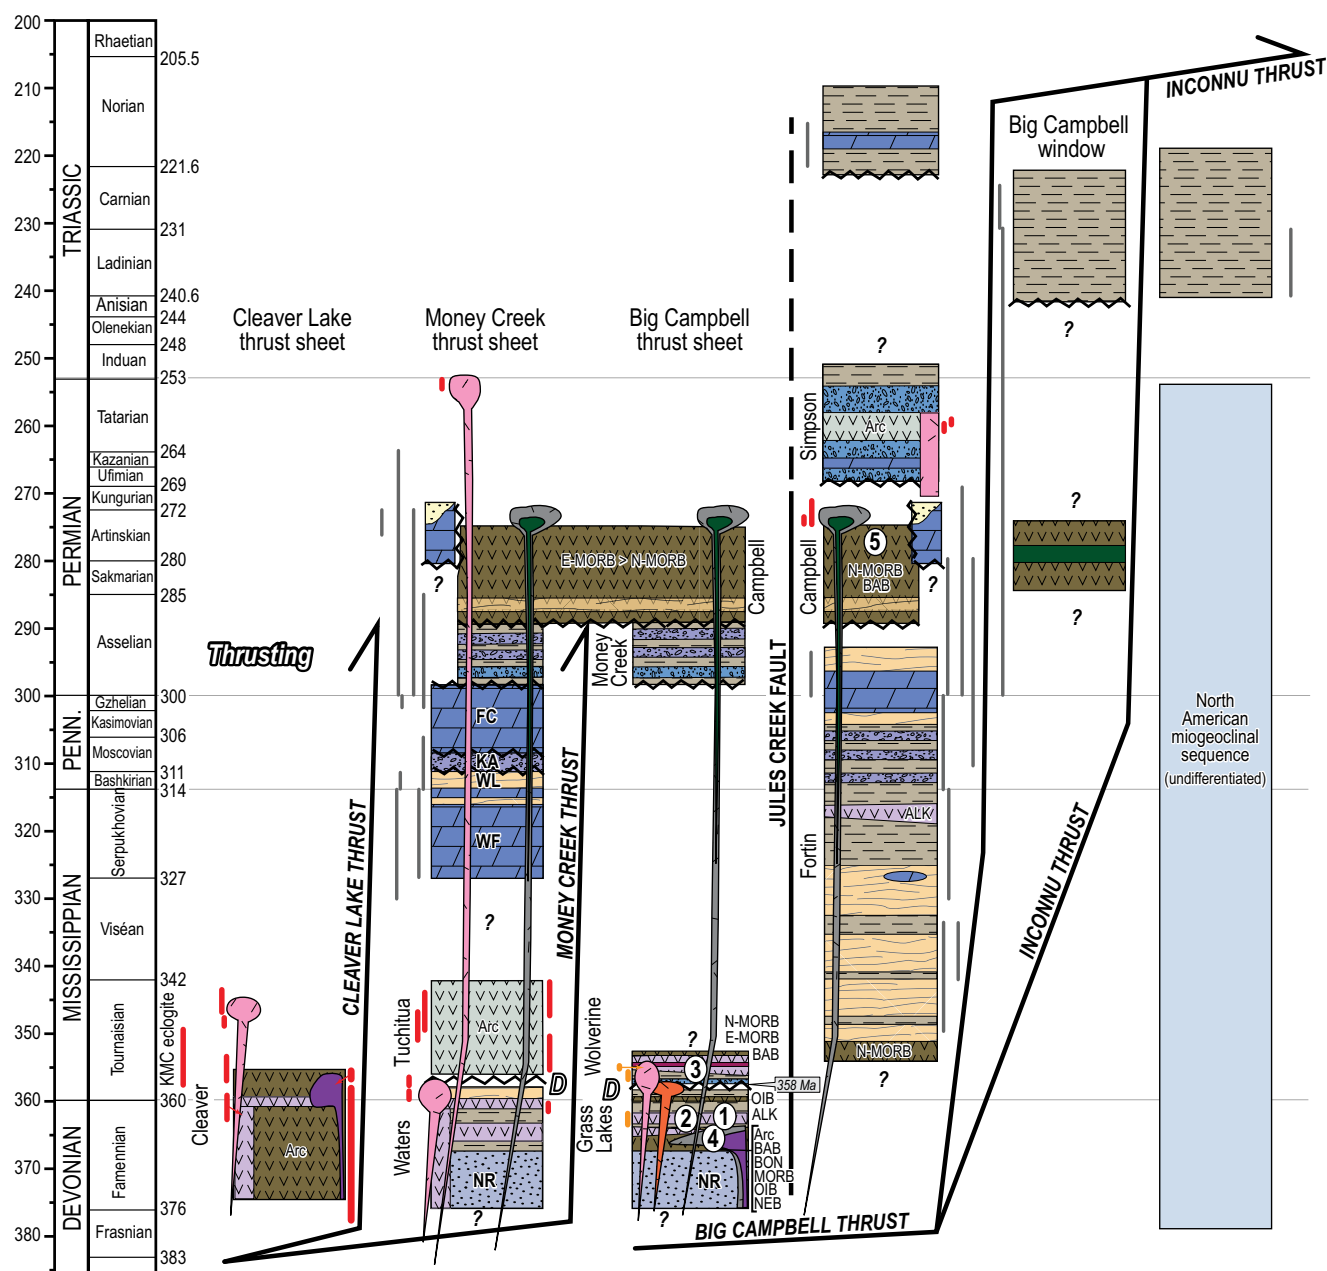 200
210
220
230
240
250
260
270
280
290
300
310
320
330
340
350
360
370
380
TRIASSIC
PERMIAN
PENN.
MISSISSIPPIAN
DEVONIAN
Rhaetian
205.5
Norian
221.6
Carnian
231
Ladinian
240.6
Anisian
244
Olenekian
248
Induan
253
Tatarian
264
Kazanian
Ufimian
269
Kungurian
272
Artinskian
280
Sakmarian
285
Asselian
300
Gzhelian
Kasimovian
306
Moscovian
311
Bashkirian
314
Serpukhovian
327
Viséan
342
Tournaisian
360
Famennian
376
Frasnian
383
KMC eclogite
Cleaver Lake
thrust sheet
Thrusting
Cleaver
Arc
CLEAVER LAKE THRUST
Money Creek
thrust sheet
?
E-MORB > N-MORB
FC
KA
WL
WF
?
Tuchitua
Arc
D
Waters
NR
?
MONEY CREEK THRUST
Big Campbell
thrust sheet
Campbell
Money
Creek
Wolverine
Grass
Lakes
D
?
N-MORB
E-MORB
BAB
3
358 Ma
OIB
ALK
2
1
4
Arc
BAB
BON
MORB
OIB
NEB
NR
?
BIG CAMPBELL THRUST
JULES CREEK FAULT
?
Simpson
Arc
Campbell
5
N-MORB
BAB
?
Fortin
ALK
N-MORB
?
INCONNU THRUST
Big Campbell
window
?
?
?
INCONNU THRUST
North
American
miogeoclinal
sequence
(undifferentiated)